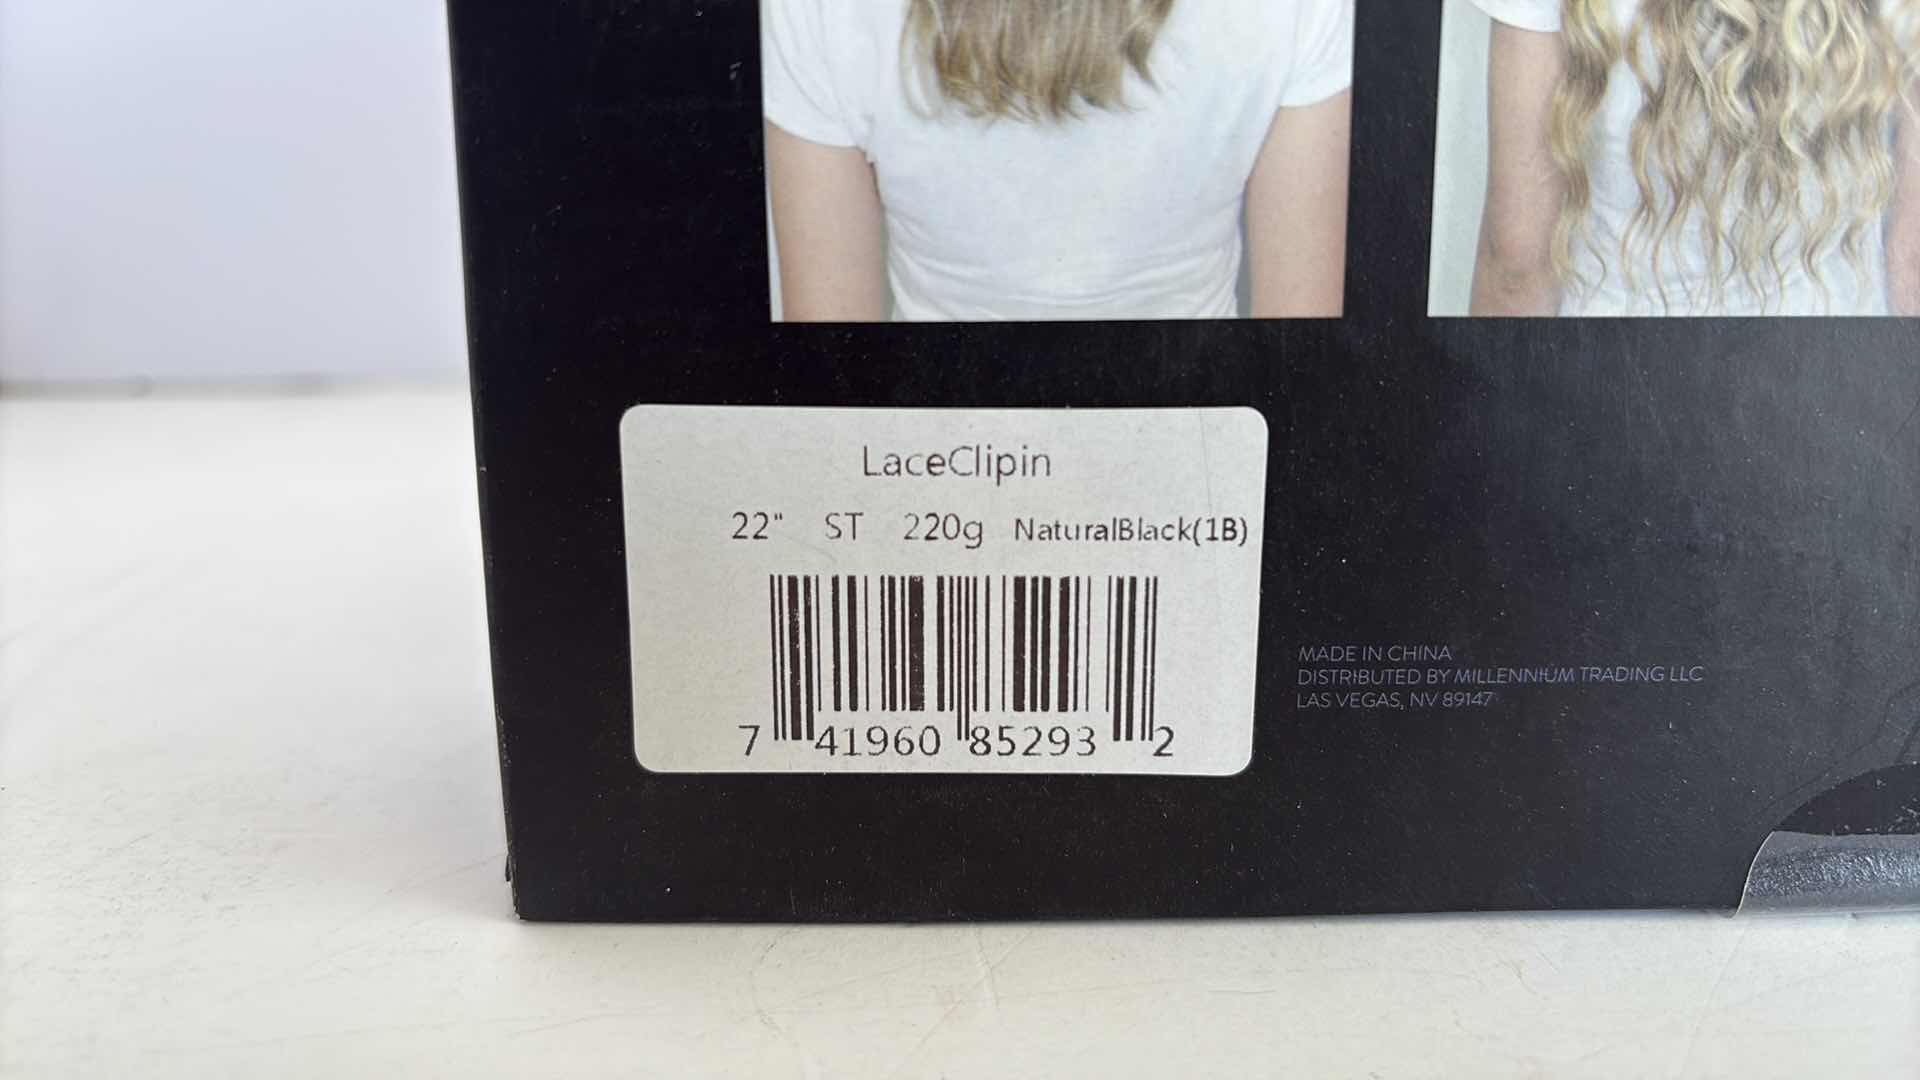 LaceClipin
22" ST 220g NaturalBlack(1B)
7 41960 85293 2
MADE IN CHINA
DISTRIBUTED BY MILLENNIUM TRADING LLC
LAS VEGAS, NV 89147